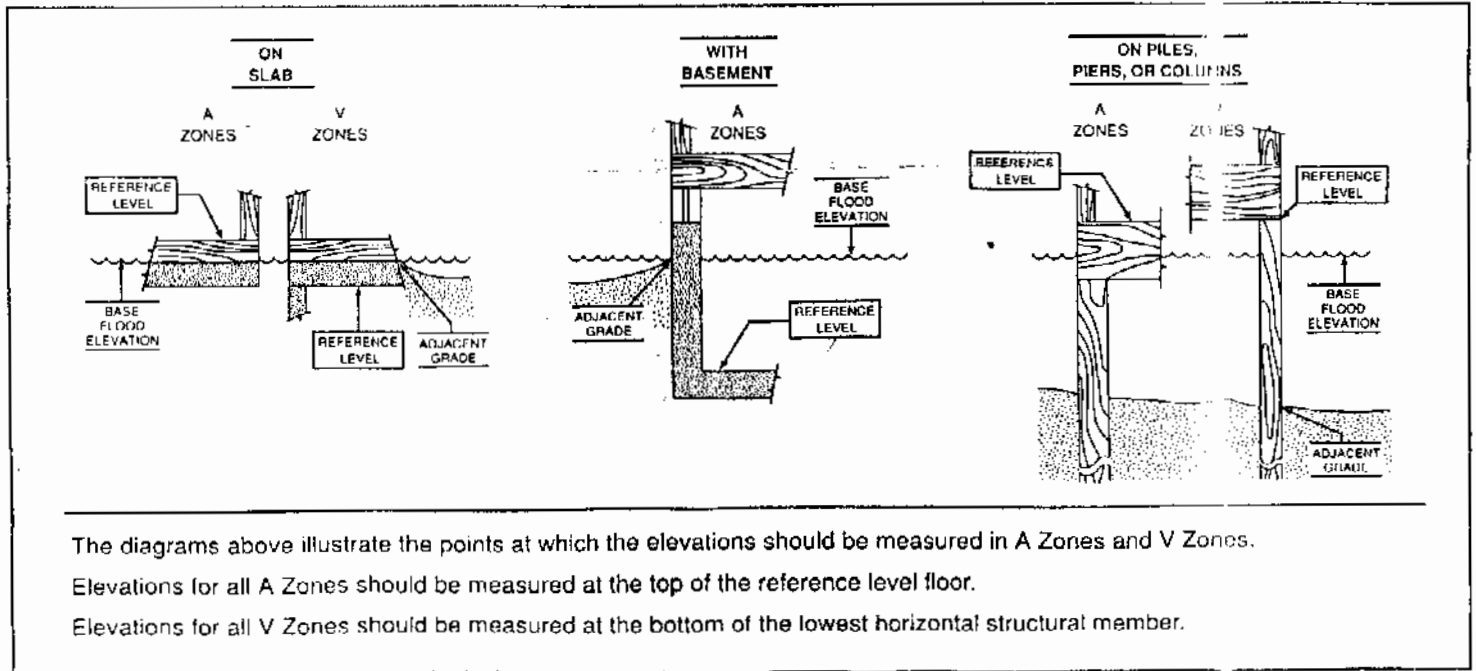 ON
SLAB
A
ZONES
V
ZONES
REFERENCE
LEVEL
BASE
FLOOD
ELEVATION
REFERENCE
LEVEL
ADJACENT
GRADE
WITH
BASEMENT
A
ZONES
BASE
FLOOD
ELEVATION
ADJACENT
GRADE
REFERENCE
LEVEL
ON PILES,
PIERS, OR COLUMNS
A
ZONES
REFERENCE
LEVEL
REFERENCE
LEVEL
BASE
FLOOD
ELEVATION
ADJACENT
GRADE
The diagrams above illustrate the points at which the elevations should be measured in A Zones and V Zones.
Elevations for all A Zones should be measured at the top of the reference level floor.
Elevations for all V Zones should be measured at the bottom of the lowest horizontal structural member.